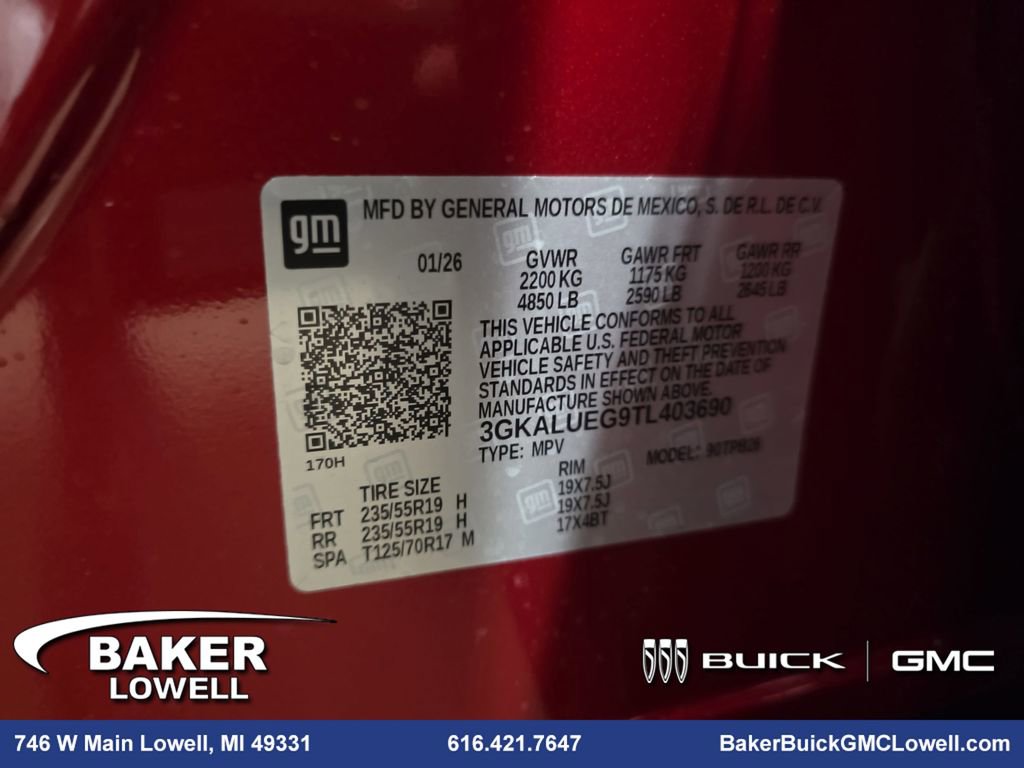 gm
MFD BY GENERAL MOTORS DE MEXICO, S. DE R.L. DE C.V.
01/26
GVWR GAWR FRT GAWR RR
2200 KG 1175 KG 1200 KG
4850 LB 2590 LB 2645 LB
THIS VEHICLE CONFORMS TO ALL
APPLICABLE U.S. FEDERAL MOTOR
VEHICLE SAFETY AND THEFT PREVENTION
STANDARDS IN EFFECT ON THE DATE OF
MANUFACTURE SHOWN ABOVE.
3GKALUEG9TL403690
170H
TYPE: MPV MODEL:
TIRE SIZE RIM
FRT 235/55R19 H 19X7.5J
RR 235/55R19 H 19X7.5J
SPA T125/70R17 M 17X4BT
BAKER
LOWELL
BUICK GMC
746 W Main Lowell, MI 49331 616.421.7647 BakerBuickGMCLowell.com